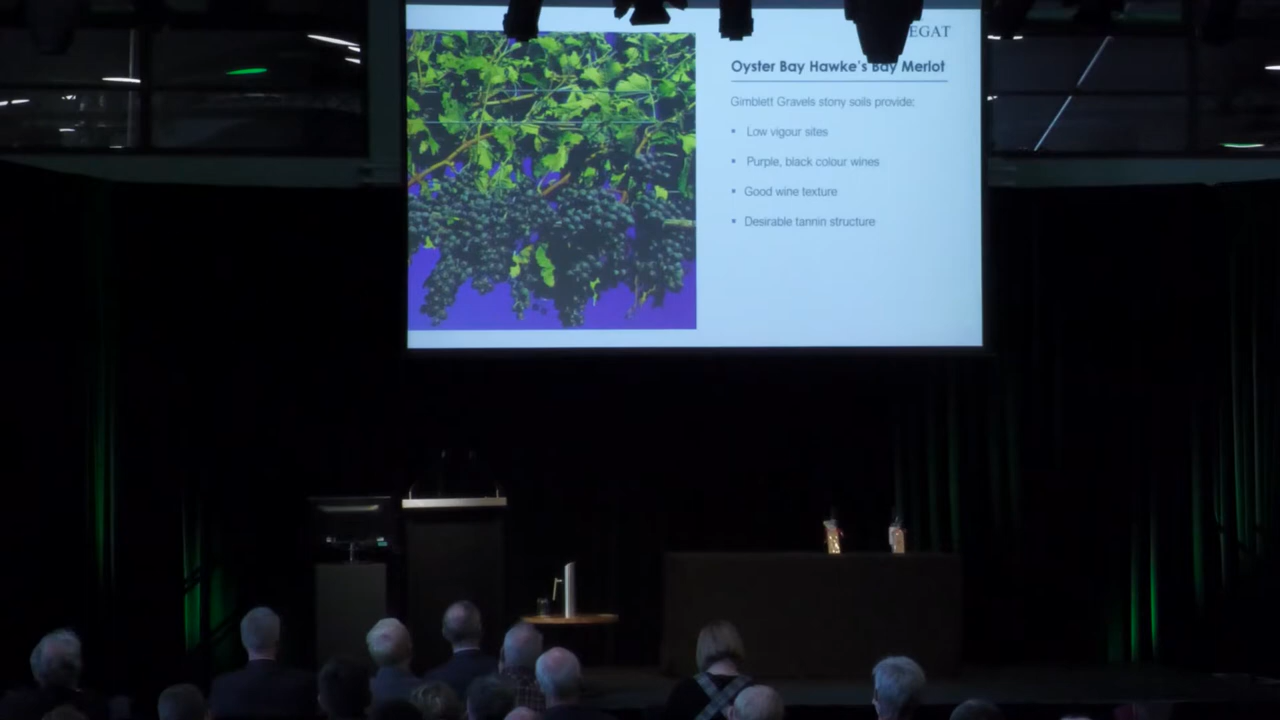 EGAT
Oyster Bay Hawke's Bay Merlot
Gimblett Gravels stony soils provide:
▪ Low vigour sites
▪ Purple, black colour wines
▪ Good wine texture
▪ Desirable tannin structure